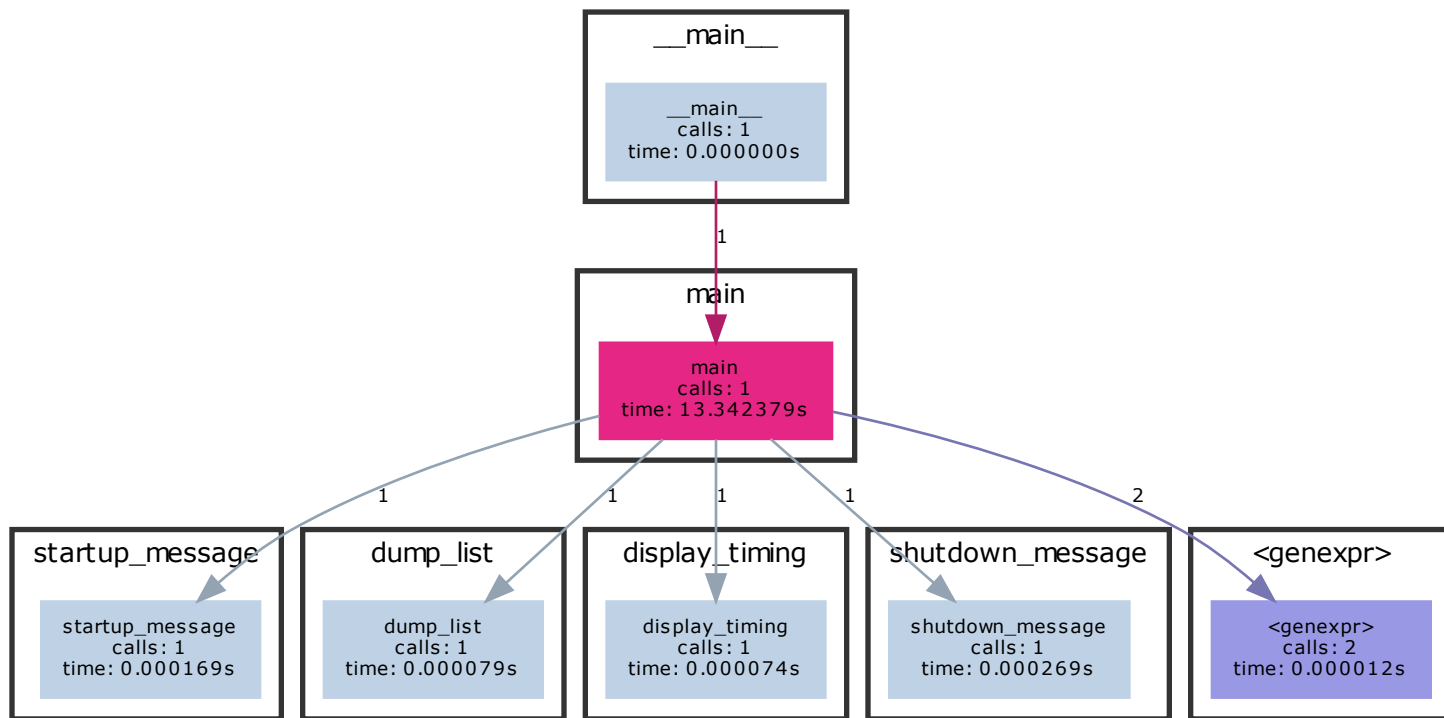 __main__
__main__
calls: 1
time: 0.000000s
1
main
main
calls: 1
time: 13.342379s
1
1
1
1
2
startup_message
startup_message
calls: 1
time: 0.000169s
dump_list
dump_list
calls: 1
time: 0.000079s
display_timing
display_timing
calls: 1
time: 0.000074s
shutdown_message
shutdown_message
calls: 1
time: 0.000269s
<genexpr>
<genexpr>
calls: 2
time: 0.000012s